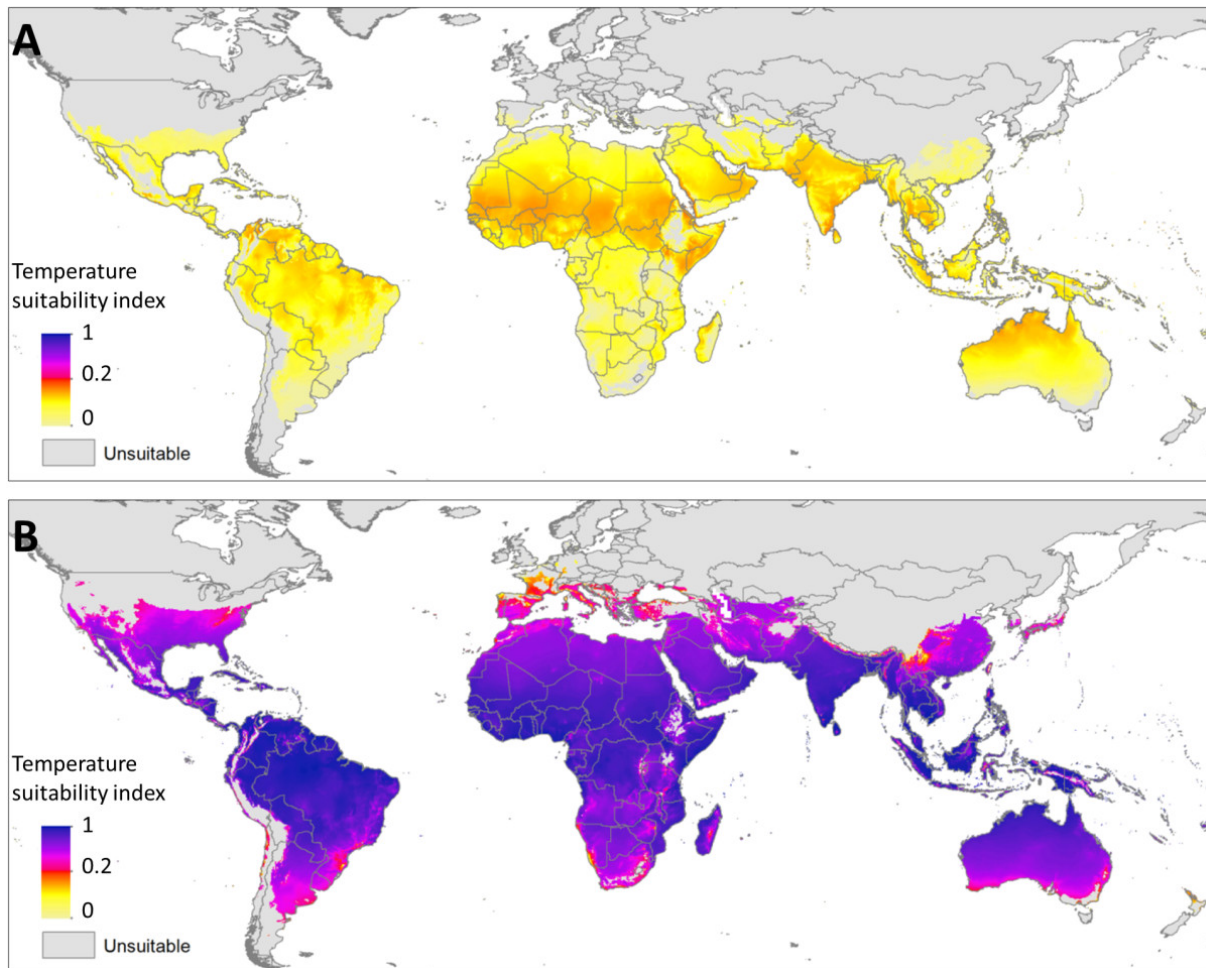 A
Temperature
suitability index
1
0.2
0
Unsuitable
B
Temperature
suitability index
1
0.2
0
Unsuitable